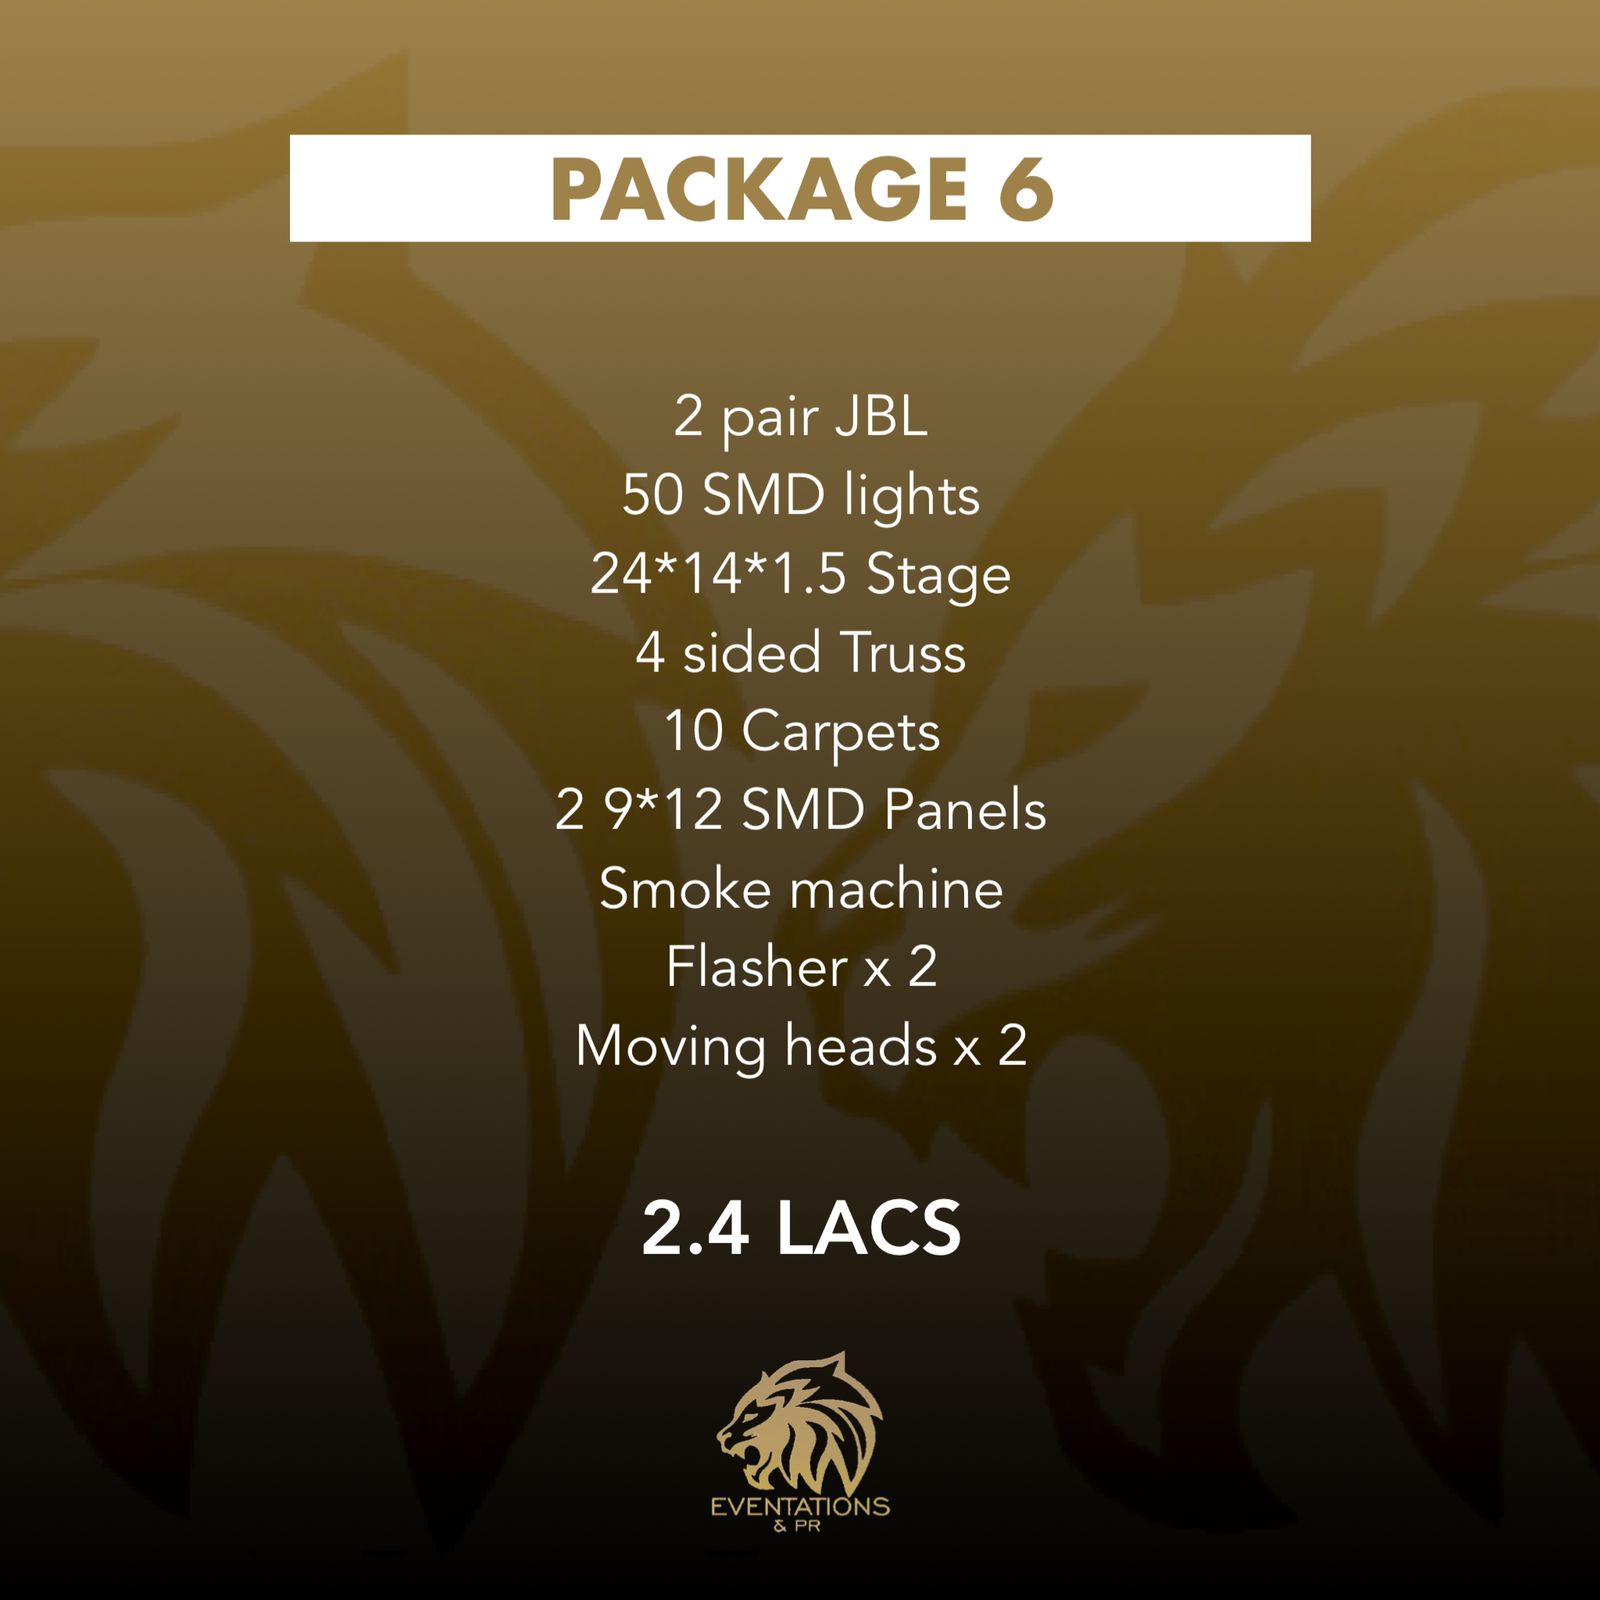 PACKAGE 6
2 pair JBL
50 SMD lights
24*14*1.5 Stage
4 sided Truss
10 Carpets
2 9*12 SMD Panels
Smoke machine
Flasher x 2
Moving heads x 2
2.4 LACS
EVENTATIONS
& PR